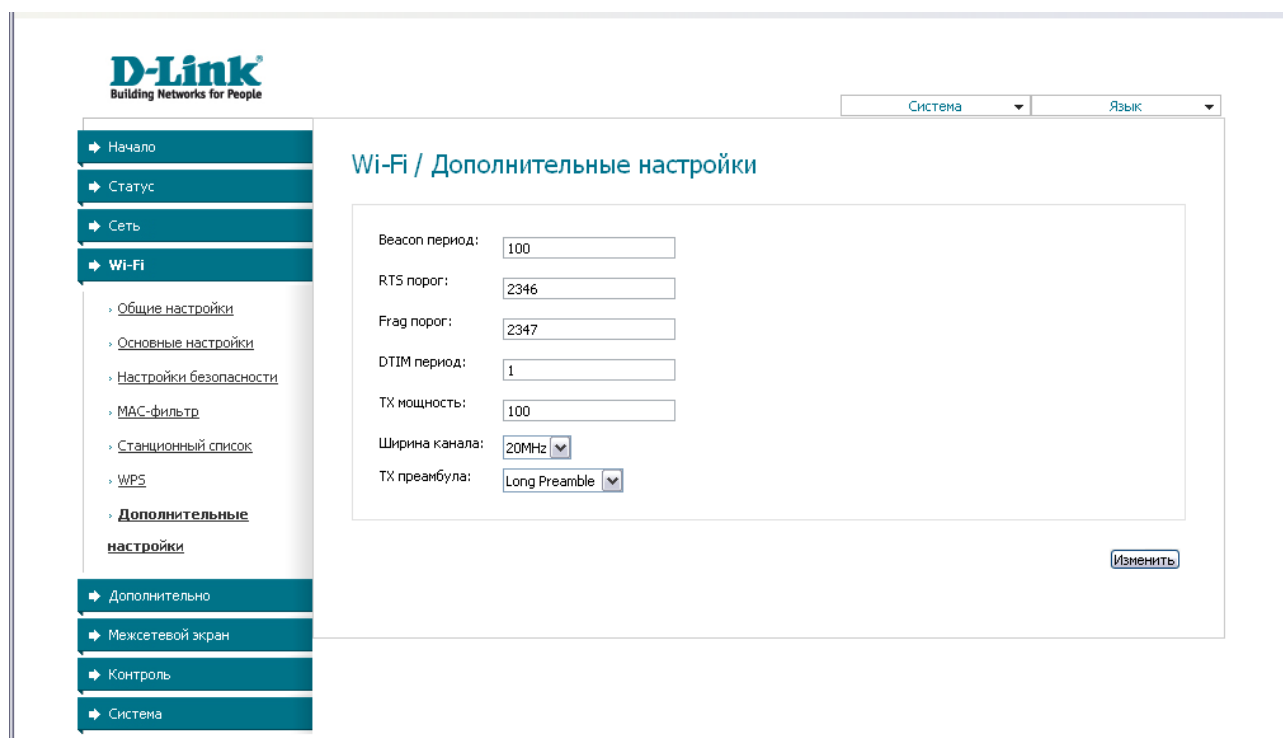 D-Link®
Building Networks for People
Система
Язык
Начало
Статус
Сеть
Wi-Fi
Общие настройки
Основные настройки
Настройки безопасности
MAC-фильтр
Станционный список
WPS
Дополнительные
настройки
Дополнительно
Межсетевой экран
Контроль
Система
Wi-Fi / Дополнительные настройки
Beacon период: 100
RTS порог: 2346
Frag порог: 2347
DTIM период: 1
TX мощность: 100
Ширина канала: 20MHz
TX преамбула: Long Preamble
Изменить